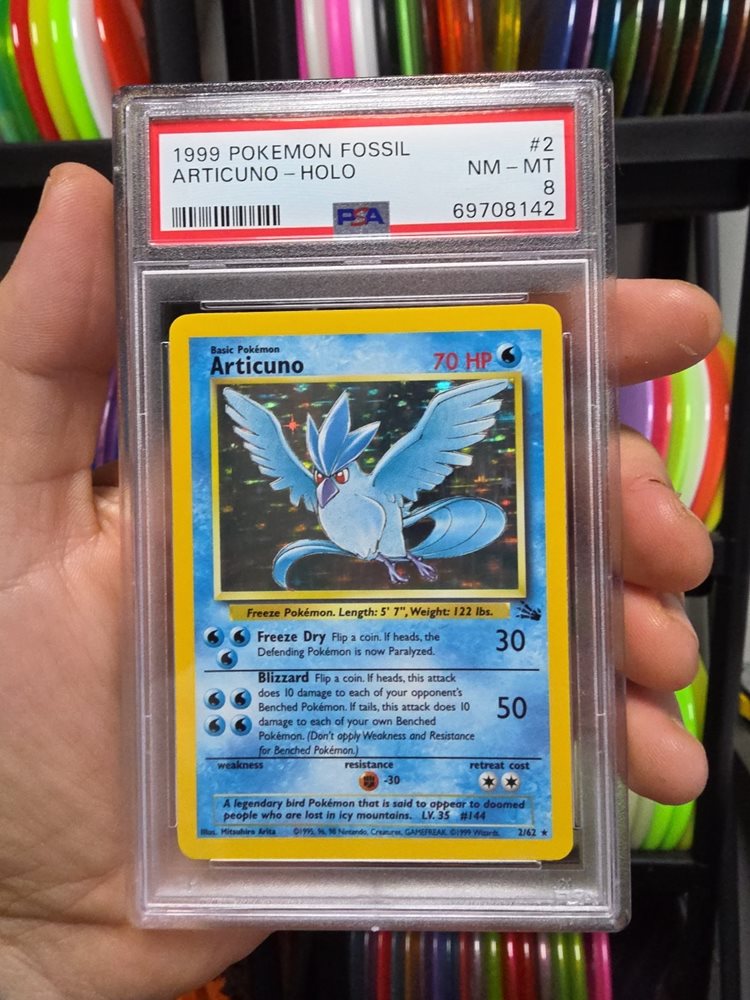 1999 POKEMON FOSSIL #2
ARTICUNO - HOLO NM - MT
8
PSA 69708142
Basic Pokémon
Articuno 70 HP
Freeze Pokémon. Length: 5' 7", Weight: 122 lbs.
Freeze Dry Flip a coin. If heads, the 30
Defending Pokémon is now Paralyzed.
Blizzard Flip a coin. If heads, this attack
does 10 damage to each of your opponent's
Benched Pokémon. If tails, this attack does 10 50
damage to each of your own Benched
Pokémon. (Don't apply Weakness and Resistance
for Benched Pokémon.)
weakness resistance retreat cost
-30
A legendary bird Pokémon that is said to appear to doomed
people who are lost in icy mountains. LV. 35 #144
Illus. Mitsuhiro Arita ©1995, 96, 98 Nintendo, Creatures, GAMEFREAK. ©1999 Wizards. 2/62 ★